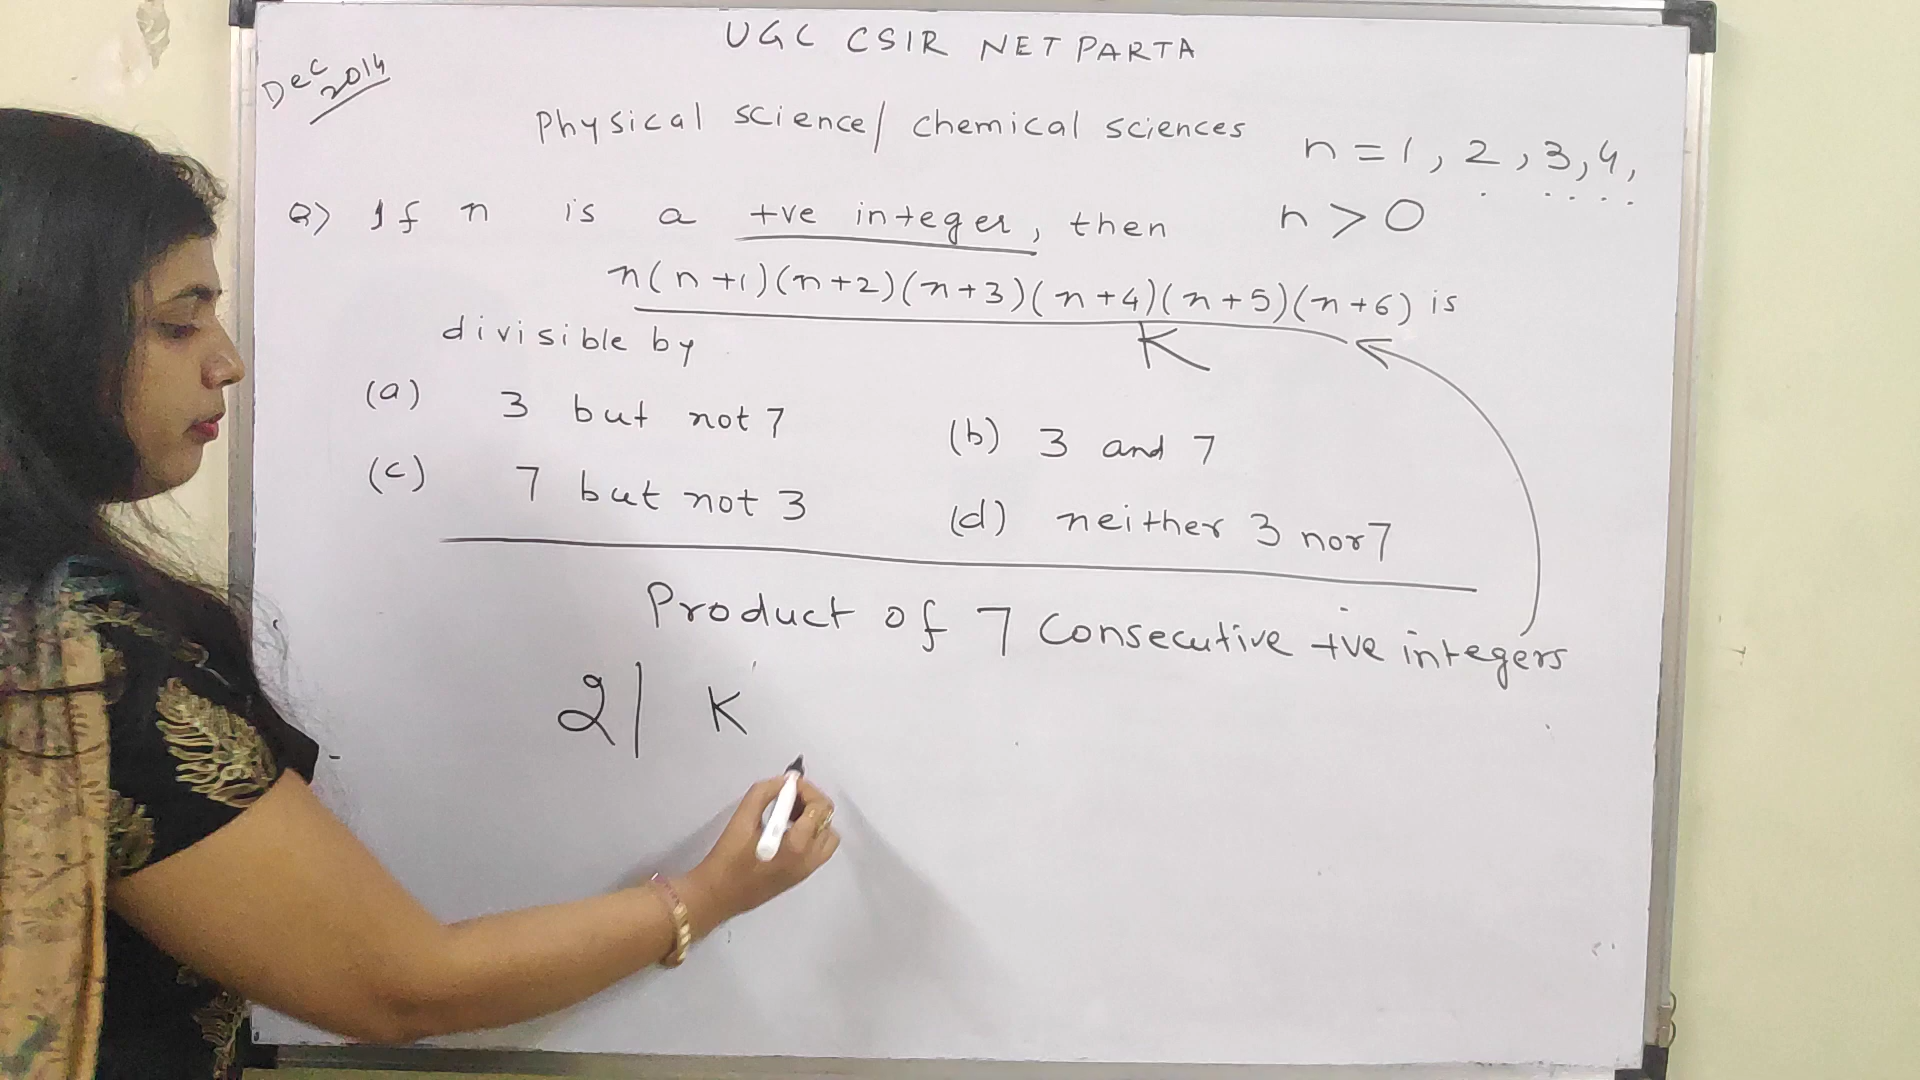 UGC CSIR NET PARTA
Dec 2014
Physical science/ chemical sciences
n = 1, 2, 3, 4, ......
n > 0
Q) If n is a +ve integer, then
n(n+1)(n+2)(n+3)(n+4)(n+5)(n+6) is
divisible by
K
(a) 3 but not 7
(b) 3 and 7
(c) 7 but not 3
(d) neither 3 nor 7
Product of 7 Consecutive +ve integers
2| K